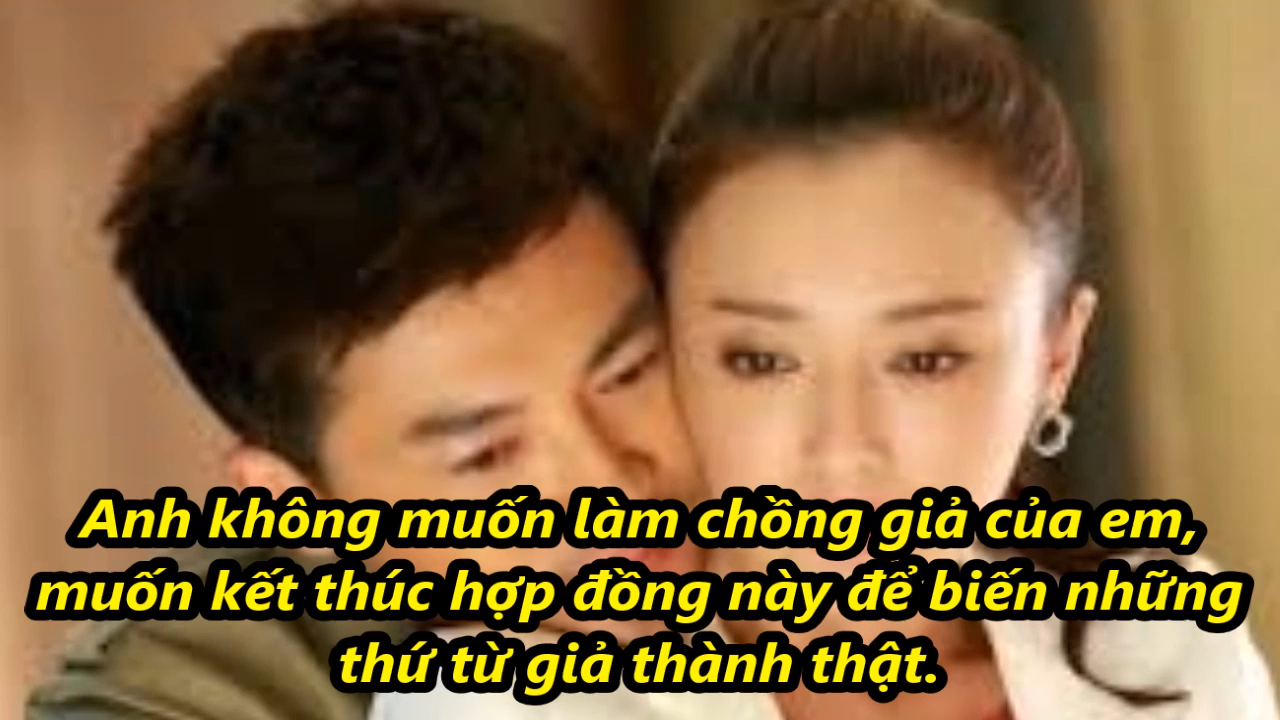 Anh không muốn làm chồng giả của em,
muốn kết thúc hợp đồng này để biến những
thứ từ giả thành thật.